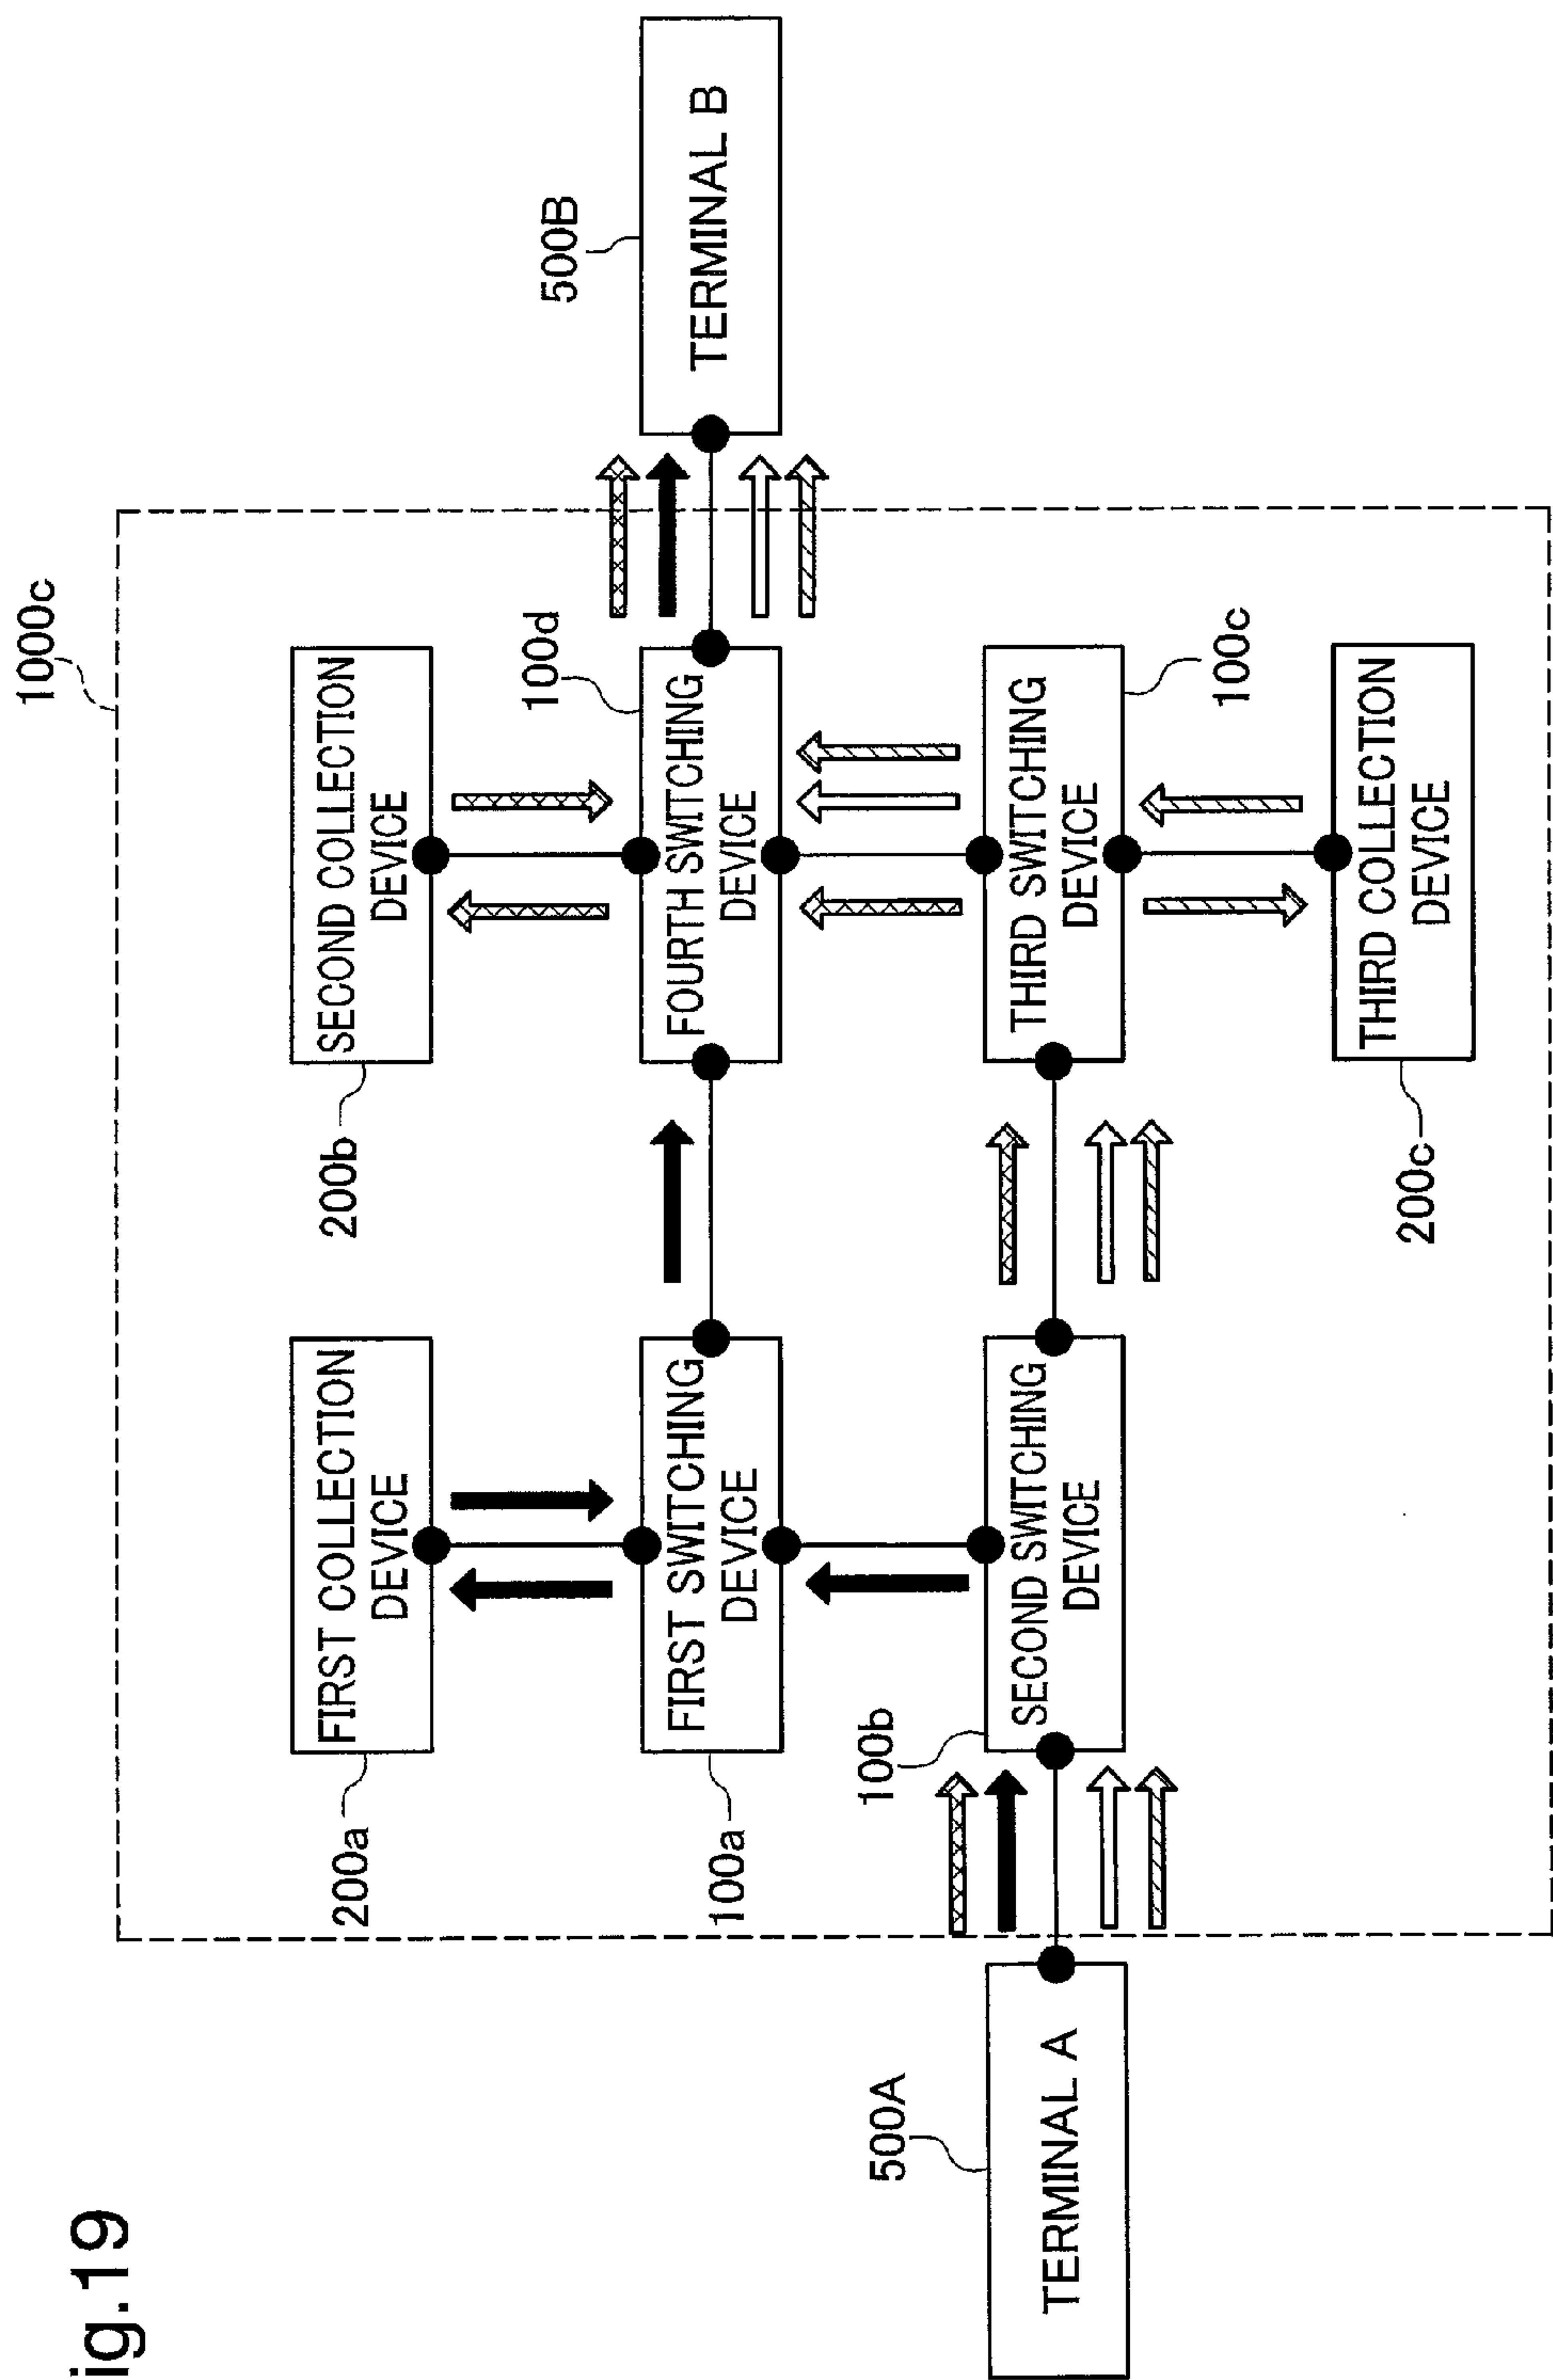 ig.19
1000c
FIRST COLLECTION
DEVICE
200a
SECOND COLLECTION
DEVICE
200b
FIRST SWITCHING
DEVICE
100a
FOURTH SWITCHING
DEVICE
100d
TERMINAL B
500B
TERMINAL A
500A
SECOND SWITCHING
DEVICE
100b
THIRD SWITCHING
DEVICE
100c
THIRD COLLECTION
DEVICE
200c